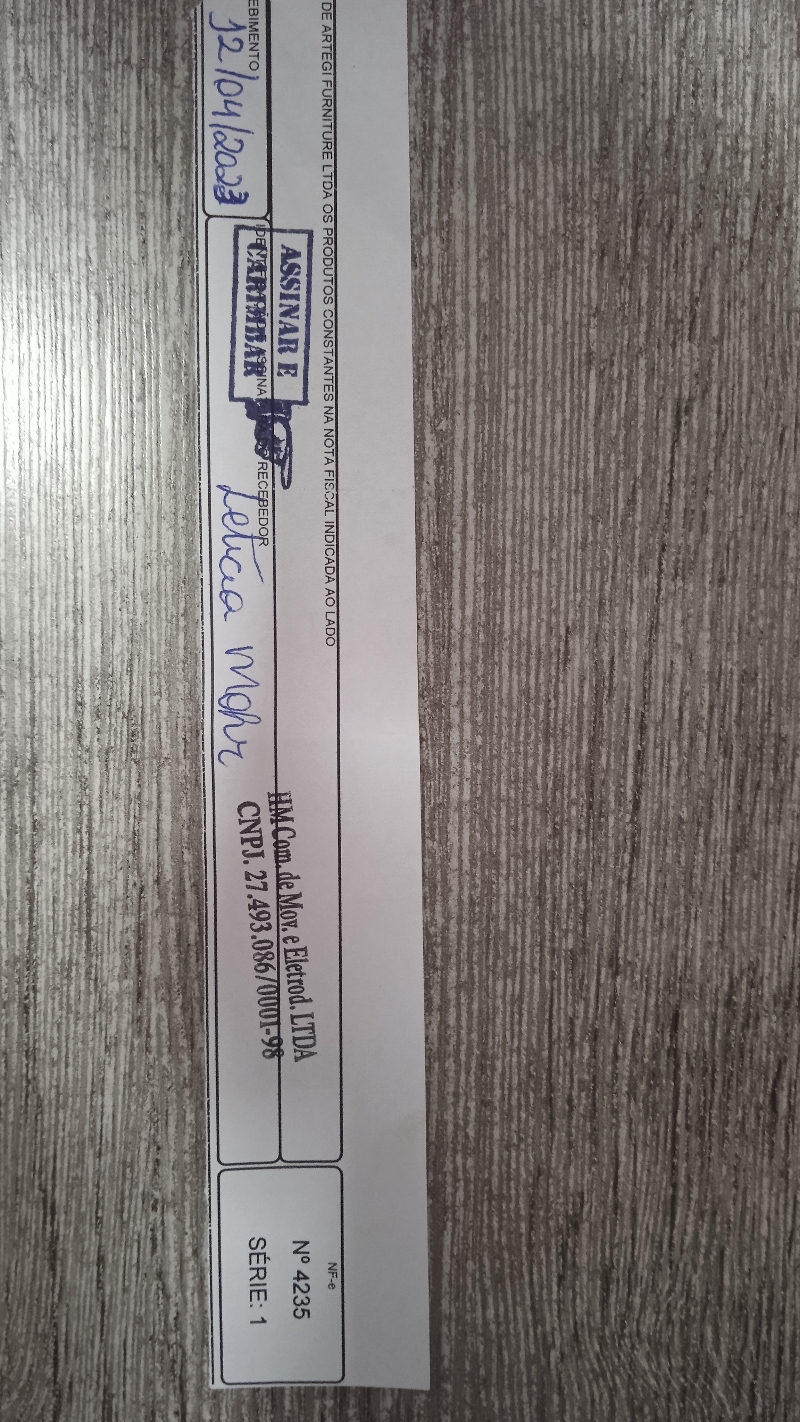 DE ARTEGI FURNITURE LTDA OS PRODUTOS CONSTANTES NA NOTA FISCAL INDICADA AO LADO
EBIMENTO
12/04/2023
ASSINAR E
CARIMBAR
RECEBEDOR
Leticia Mohr
HM Com. de Mov. e Eletrod. LTDA
CNPJ. 27.493.086/0001-98
NF-e
Nº 4235
SÉRIE: 1